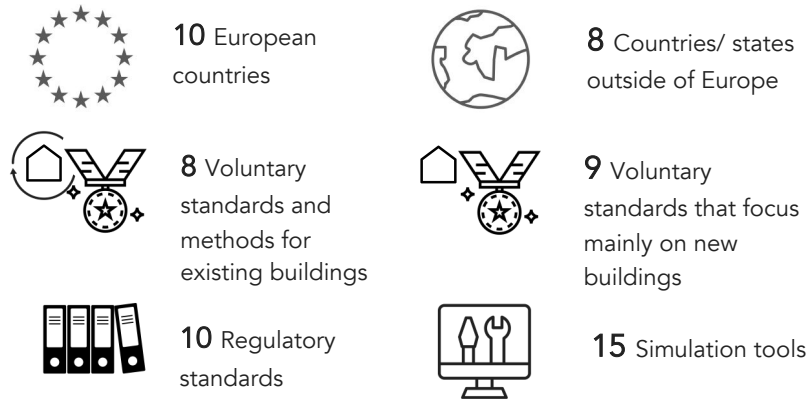 10 European
countries
8 Countries/ states
outside of Europe
8 Voluntary
standards and
methods for
existing buildings
9 Voluntary
standards that focus
mainly on new
buildings
10 Regulatory
standards
15 Simulation tools